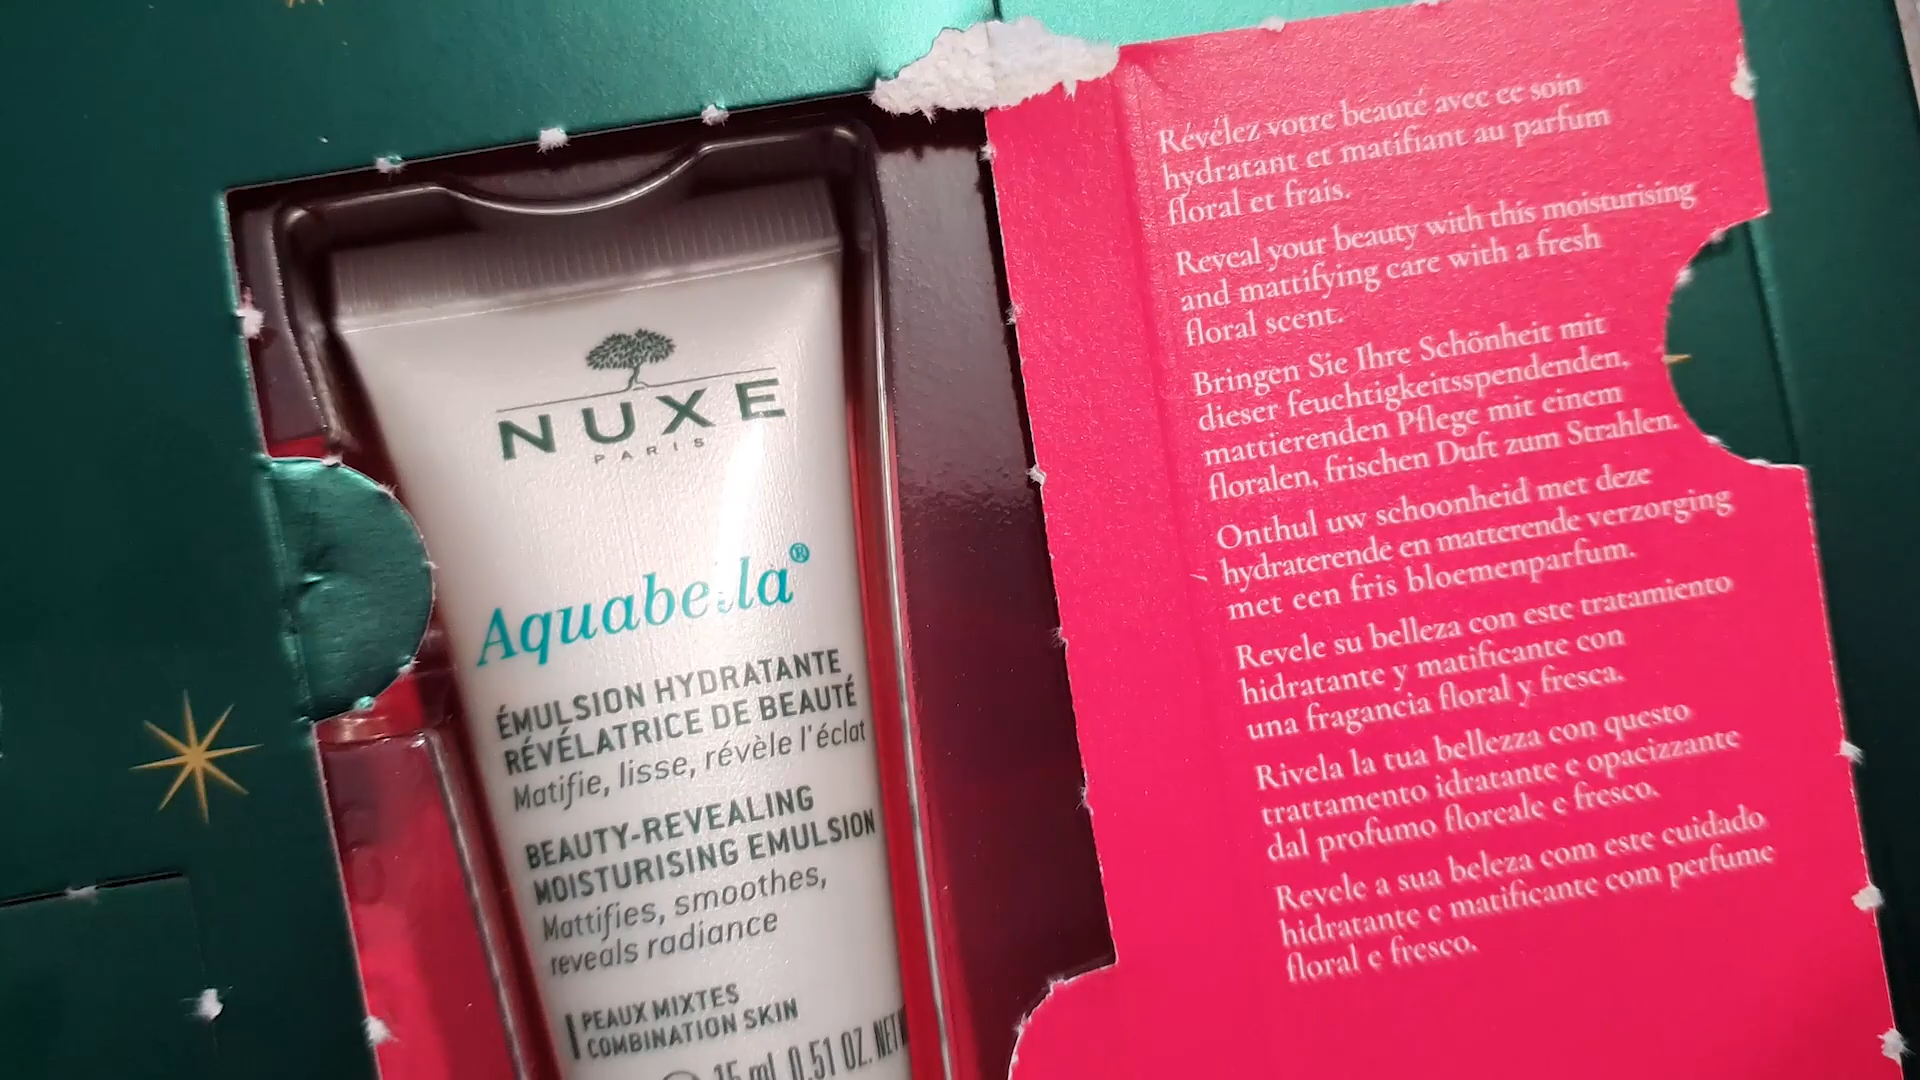 NUXE
PARIS
Aquabella®
ÉMULSION HYDRATANTE
RÉVÉLATRICE DE BEAUTÉ
Matifie, lisse, révèle l'éclat
BEAUTY-REVEALING
MOISTURISING EMULSION
Mattifies, smoothes,
reveals radiance
PEAUX MIXTES
COMBINATION SKIN
15 ml 0.51 OZ. NET
Révélez votre beauté avec ce soin
hydratant et matifiant au parfum
floral et frais.
Reveal your beauty with this moisturising
and mattifying care with a fresh
floral scent.
Bringen Sie Ihre Schönheit mit
dieser feuchtigkeitsspendenden,
mattierenden Pflege mit einem
floralen, frischen Duft zum Strahlen.
Onthul uw schoonheid met deze
hydraterende en matterende verzorging
met een fris bloemenparfum.
Revele su belleza con este tratamiento
hidratante y matificante con
una fragancia floral y fresca.
Rivela la tua bellezza con questo
trattamento idratante e opacizzante
dal profumo floreale e fresco.
Revele a sua beleza com este cuidado
hidratante e matificante com perfume
floral e fresco.